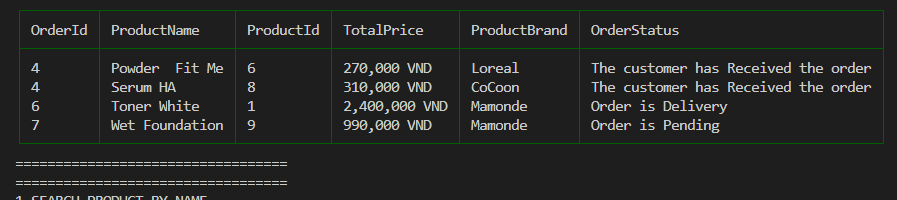 OrderId ProductName ProductId TotalPrice ProductBrand OrderStatus
4 Powder  Fit Me 6 270,000 VND Loreal The customer has Received the order
4 Serum HA 8 310,000 VND CoCoon The customer has Received the order
6 Toner White 1 2,400,000 VND Mamonde Order is Delivery
7 Wet Foundation 9 990,000 VND Mamonde Order is Pending
==================================
==================================
1.SEARCH PRODUCT BY NAME